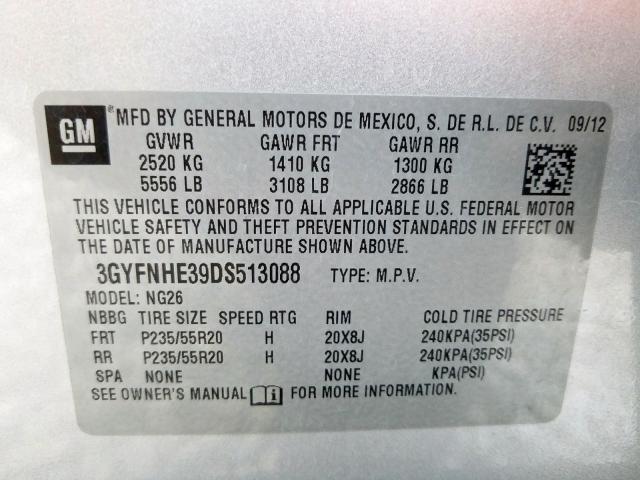 GM ® MFD BY GENERAL MOTORS DE MEXICO, S. DE R.L. DE C.V. 09/12
GVWR GAWR FRT GAWR RR
2520 KG 1410 KG 1300 KG
5556 LB 3108 LB 2866 LB
THIS VEHICLE CONFORMS TO ALL APPLICABLE U.S. FEDERAL MOTOR
VEHICLE SAFETY AND THEFT PREVENTION STANDARDS IN EFFECT ON
THE DATE OF MANUFACTURE SHOWN ABOVE.
3GYFNHE39DS513088 TYPE: M.P.V.
MODEL: NG26
NBBG TIRE SIZE SPEED RTG RIM COLD TIRE PRESSURE
FRT P235/55R20 H 20X8J 240KPA(35PSI)
RR P235/55R20 H 20X8J 240KPA(35PSI)
SPA NONE NONE KPA(PSI)
SEE OWNER'S MANUAL FOR MORE INFORMATION.